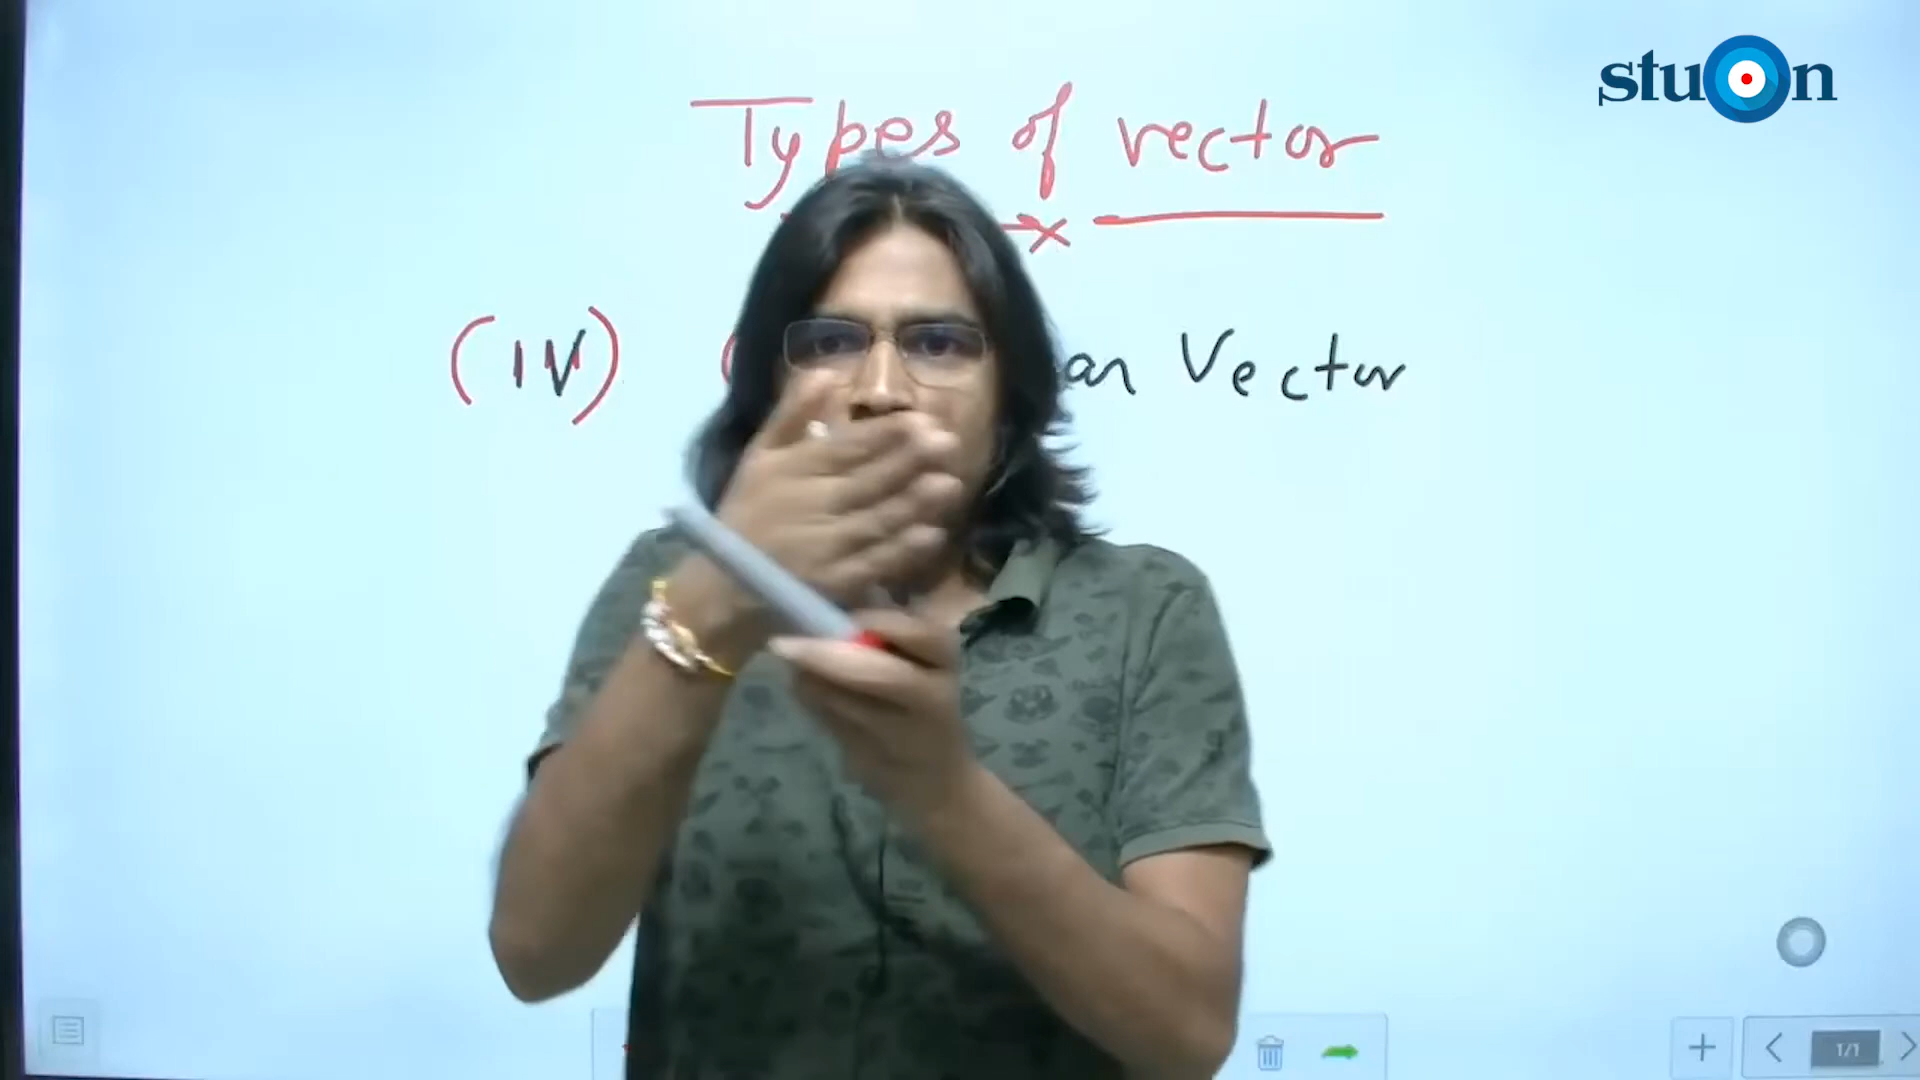 stuon
Types of vector
(IV) Vector
1/1